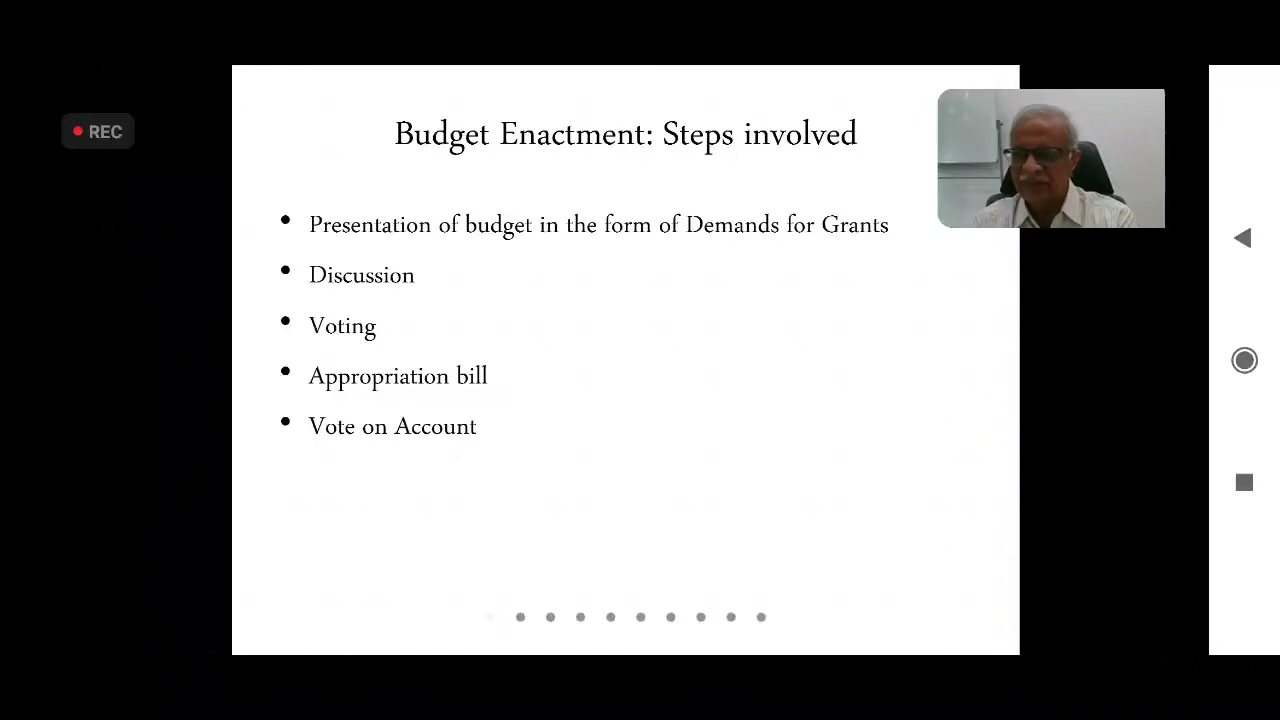 REC
Budget Enactment: Steps involved
• Presentation of budget in the form of Demands for Grants
• Discussion
• Voting
• Appropriation bill
• Vote on Account